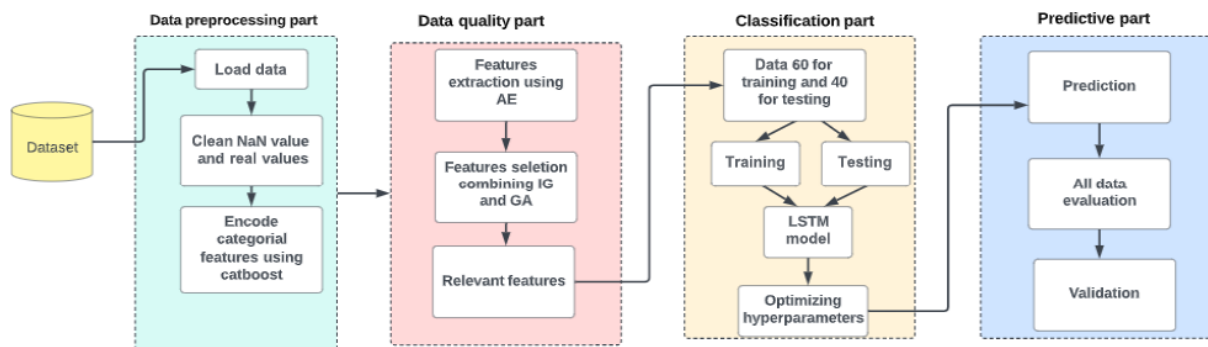 Data preprocessing part
Data quality part
Classification part
Predictive part
Dataset
Load data
Clean NaN value
and real values
Encode
categorial
features using
catboost
Features
extraction using
AE
Features seletion
combining IG
and GA
Relevant features
Data 60 for
training and 40
for testing
Training
Testing
LSTM
model
Optimizing
hyperparameters
Prediction
All data
evaluation
Validation